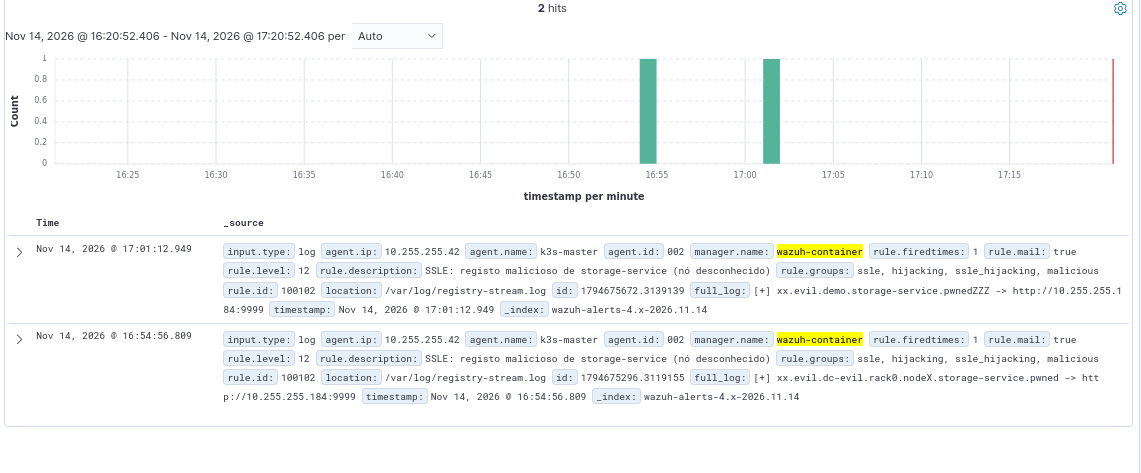 2 hits
Nov 14, 2026 @ 16:20:52.406 - Nov 14, 2026 @ 17:20:52.406 per Auto
Count
1
0.8
0.6
0.4
0.2
0
16:25 16:30 16:35 16:40 16:45 16:50 16:55 17:00 17:05 17:10 17:15
timestamp per minute
Time _source
Nov 14, 2026 @ 17:01:12.949 input.type: log agent.ip: 10.255.255.42 agent.name: k3s-master agent.id: 002 manager.name: wazuh-container rule.firedtimes: 1 rule.mail: true
rule.level: 12 rule.description: SSLE: registo malicioso de storage-service (nó desconhecido) rule.groups: ssle, hijacking, ssle_hijacking, malicious
rule.id: 100102 location: /var/log/registry-stream.log id: 1794675672.3139139 full_log: [+] xx.evil.demo.storage-service.pwnedZZZ -> http://10.255.255.1
84:9999 timestamp: Nov 14, 2026 @ 17:01:12.949 _index: wazuh-alerts-4.x-2026.11.14
Nov 14, 2026 @ 16:54:56.809 input.type: log agent.ip: 10.255.255.42 agent.name: k3s-master agent.id: 002 manager.name: wazuh-container rule.firedtimes: 1 rule.mail: true
rule.level: 12 rule.description: SSLE: registo malicioso de storage-service (nó desconhecido) rule.groups: ssle, hijacking, ssle_hijacking, malicious
rule.id: 100102 location: /var/log/registry-stream.log id: 1794675296.3119155 full_log: [+] xx.evil.dc-evil.rack0.nodeX.storage-service.pwned -> htt
p://10.255.255.184:9999 timestamp: Nov 14, 2026 @ 16:54:56.809 _index: wazuh-alerts-4.x-2026.11.14